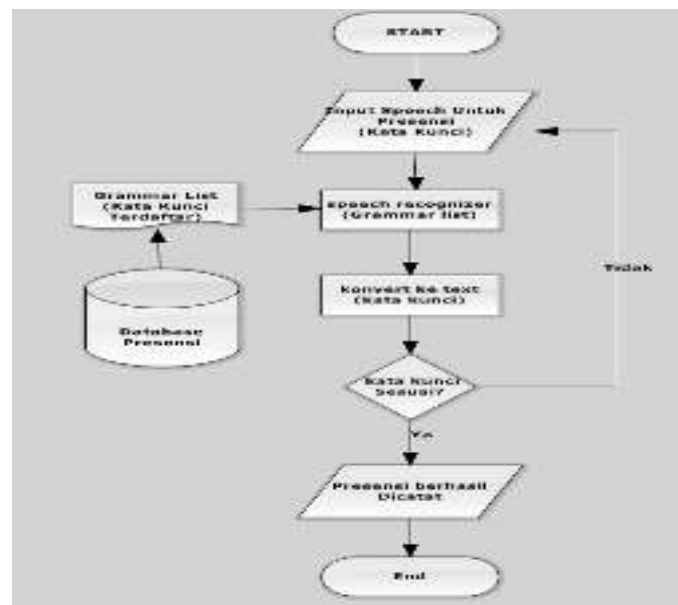 START
Input Speech Untuk
Presensi
(Kata Kunci)
Grammar List
(Kata Kunci
Terdaftar)
speech recognizer
(Grammar list)
Tidak
konvert ke text
(Kata Kunci)
Database
Presensi
Kata Kunci
Sesuai?
Ya
Presensi berhasil
Dicatat
End